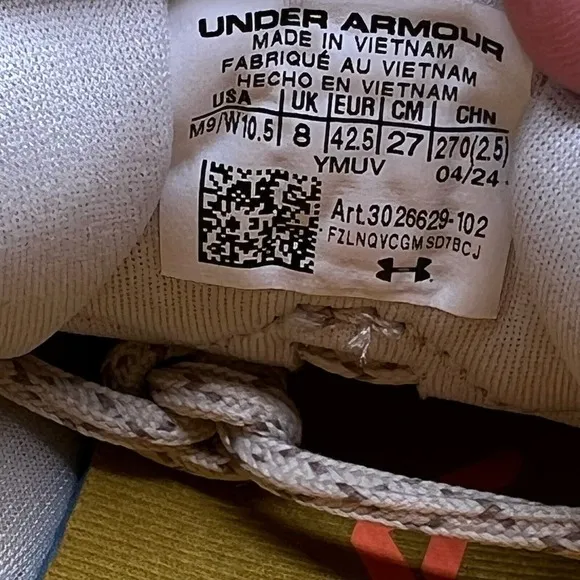 UNDER ARMOUR
MADE IN VIETNAM
FABRIQUÉ AU VIETNAM
HECHO EN VIETNAM
USA UK EUR CM CHN
M9/W10.5 8 42.5 27 270(2.5)
YMUV 04/24
Art.3026629-102
FZLNQVCGMSD7BCJ